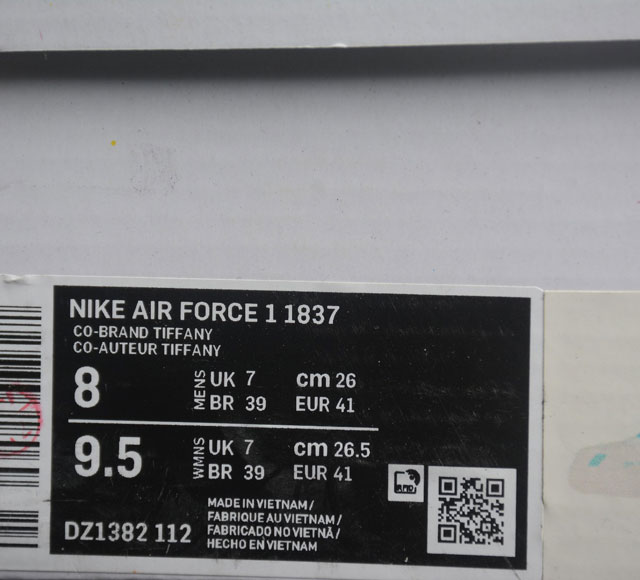 NIKE AIR FORCE 1 1837
CO-BRAND TIFFANY
CO-AUTEUR TIFFANY
8 MENS UK 7 cm 26
BR 39 EUR 41
9.5 WMNS UK 7 cm 26.5
BR 39 EUR 41
MADE IN VIETNAM/
FABRIQUE AU VIETNAM/
FABRICADO NO VIETNÃ/
HECHO EN VIETNAM
DZ1382 112